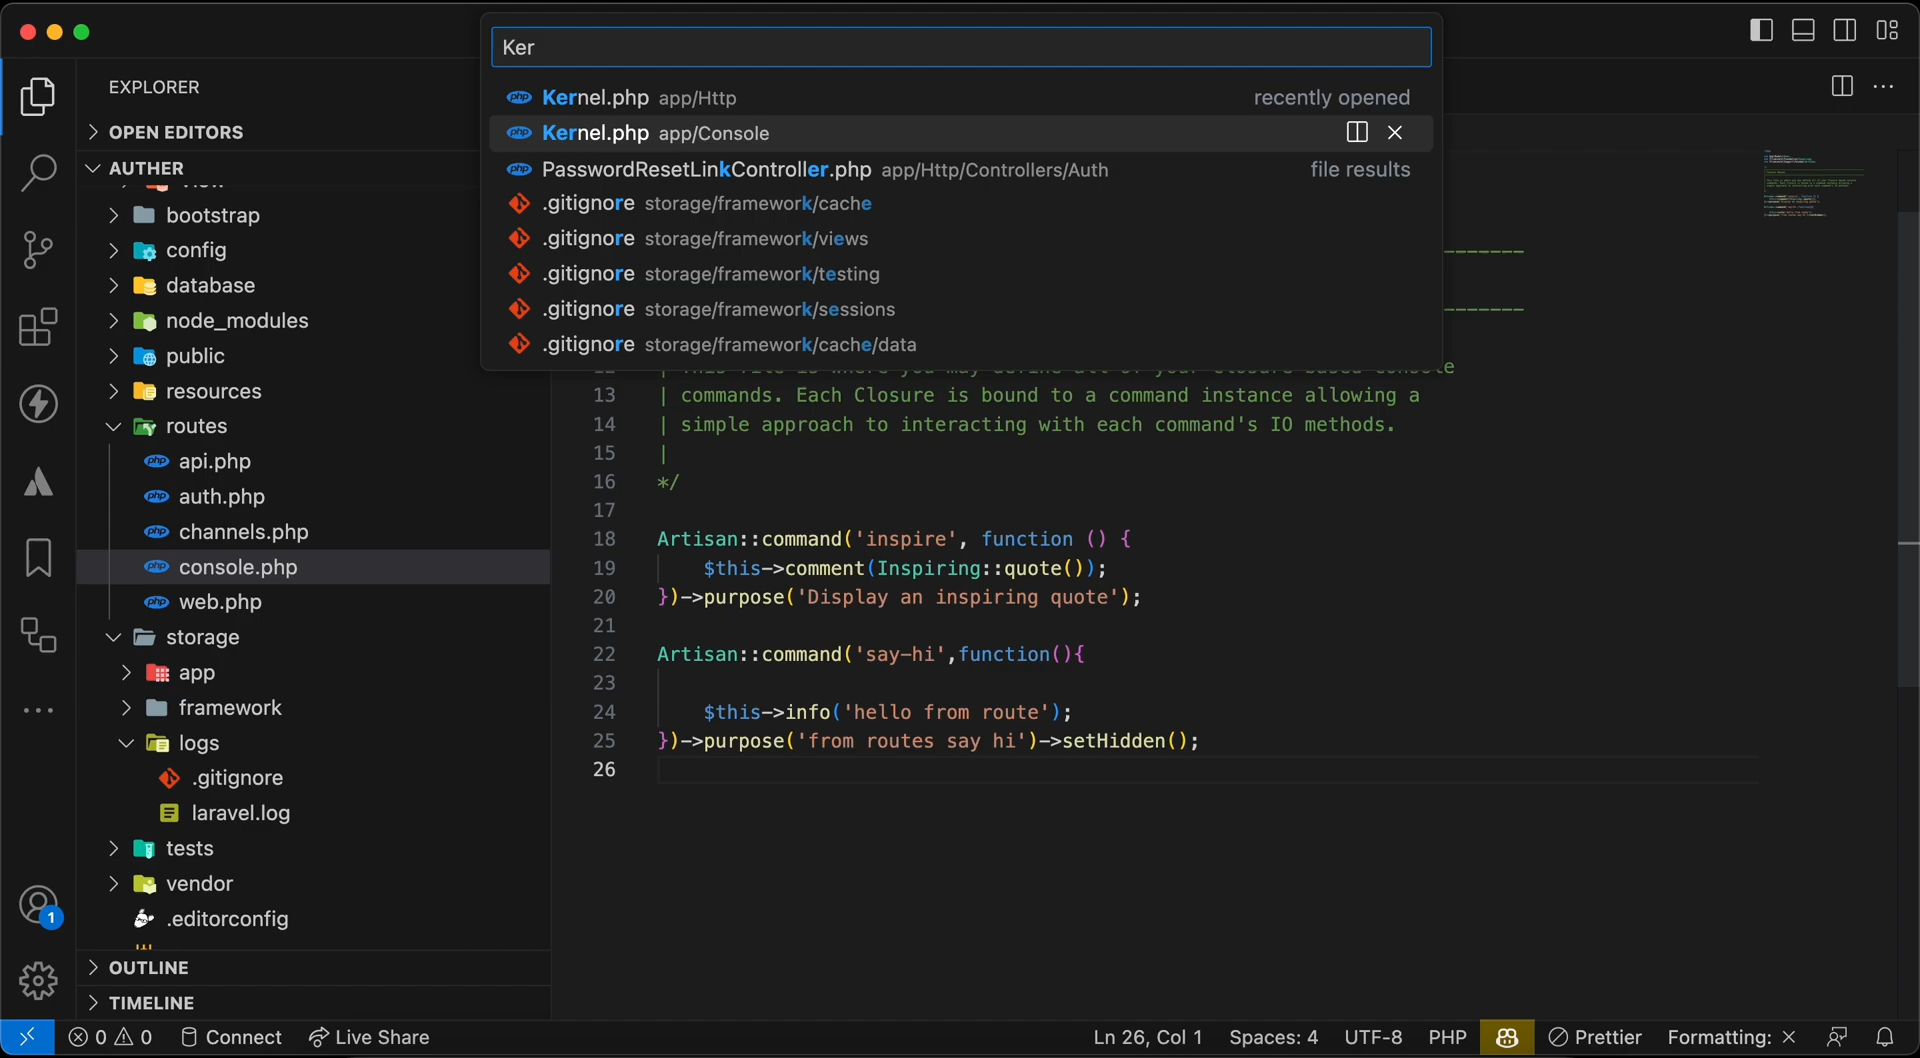 Ker
Kernel.php app/Http recently opened
Kernel.php app/Console
PasswordResetLinkController.php app/Http/Controllers/Auth file results
.gitignore storage/framework/cache
.gitignore storage/framework/views
.gitignore storage/framework/testing
.gitignore storage/framework/sessions
.gitignore storage/framework/cache/data
EXPLORER
OPEN EDITORS
AUTHER
bootstrap
config
database
node_modules
public
resources
routes
api.php
auth.php
channels.php
console.php
web.php
storage
app
framework
logs
.gitignore
laravel.log
tests
vendor
.editorconfig
OUTLINE
TIMELINE
13 | commands. Each Closure is bound to a command instance allowing a
14 | simple approach to interacting with each command's IO methods.
15 |
16 */
17
18 Artisan::command('inspire', function () {
19 $this->comment(Inspiring::quote());
20 })->purpose('Display an inspiring quote');
21
22 Artisan::command('say-hi',function(){
23
24 $this->info('hello from route');
25 })->purpose('from routes say hi')->setHidden();
26
1
0 0 Connect Live Share Ln 26, Col 1 Spaces: 4 UTF-8 PHP Prettier Formatting: ×